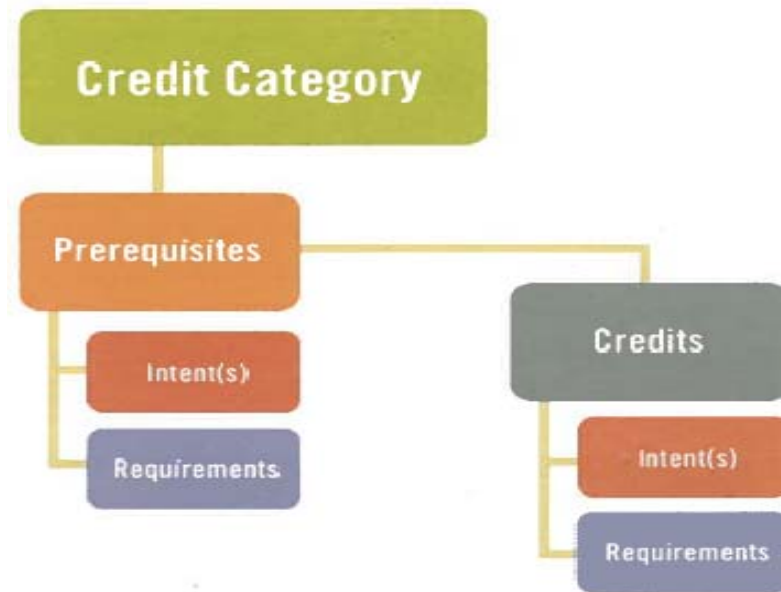 Credit Category
Prerequisites
Intent(s)
Requirements
Credits
Intent(s)
Requirements